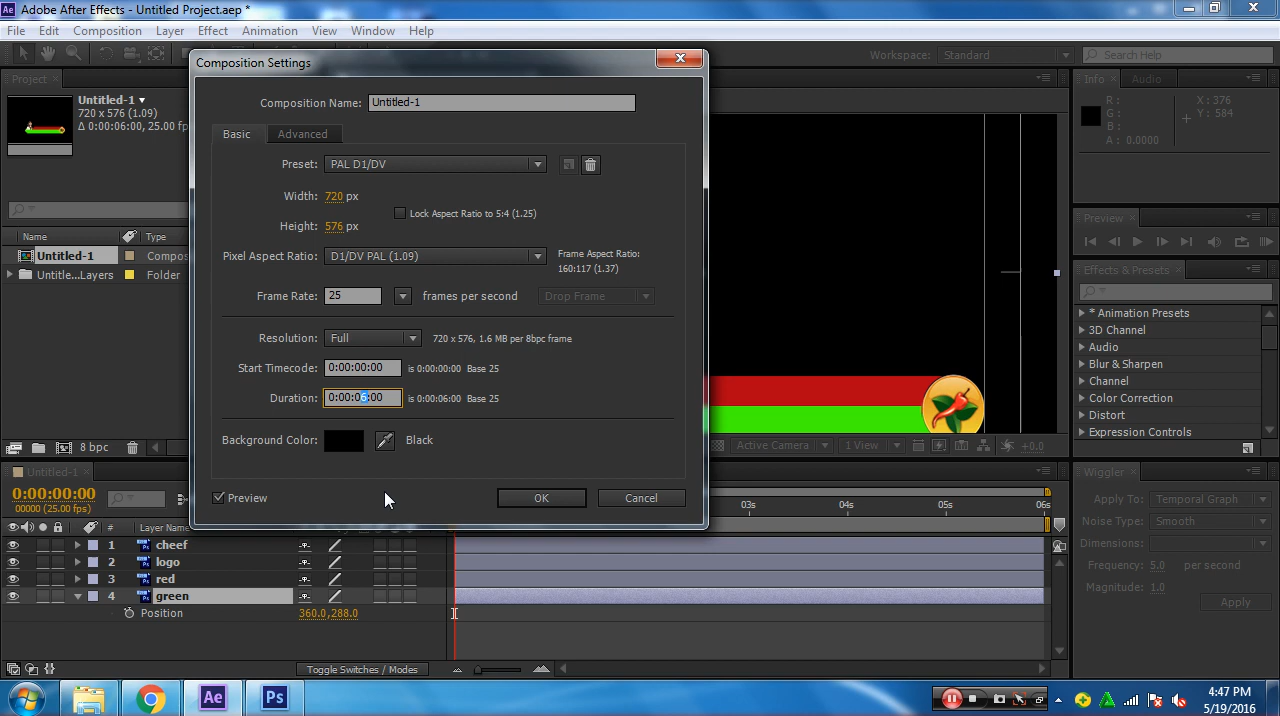 Adobe After Effects - Untitled Project.aep *
File Edit Composition Layer Effect Animation View Window Help
Workspace: Standard Search Help
Project
Untitled-1
720 x 576 (1.09)
Δ 0:00:06:00, 25.00 fp
Name Type
Untitled-1 Compos
Untitle...Layers Folder
8 bpc
Composition Settings
Composition Name: Untitled-1
Basic Advanced
Preset: PAL D1/DV
Width: 720 px
Lock Aspect Ratio to 5:4 (1.25)
Height: 576 px
Pixel Aspect Ratio: D1/DV PAL (1.09) Frame Aspect Ratio:
160:117 (1.37)
Frame Rate: 25 frames per second Drop Frame
Resolution: Full 720 x 576, 1.6 MB per 8bpc frame
Start Timecode: 0:00:00:00 is 0:00:00:00 Base 25
Duration: 0:00:06:00 is 0:00:06:00 Base 25
Background Color: Black
Preview OK Cancel
Active Camera 1 View +0.0
Info Audio
R : X : 376
G : Y : 584
B :
A : 0.0000
Preview
Effects & Presets
* Animation Presets
3D Channel
Audio
Blur & Sharpen
Channel
Color Correction
Distort
Expression Controls
Untitled-1
0:00:00:00
00000 (25.00 fps)
03s 04s 05s 06s
# Layer Name
1 cheef
2 logo
3 red
4 green
Position 360.0,288.0
Toggle Switches / Modes
Wiggler
Apply To: Temporal Graph
Noise Type: Smooth
Dimensions:
Frequency: 5.0 per second
Magnitude: 1.0
Apply
Ae Ps
4:47 PM
5/19/2016